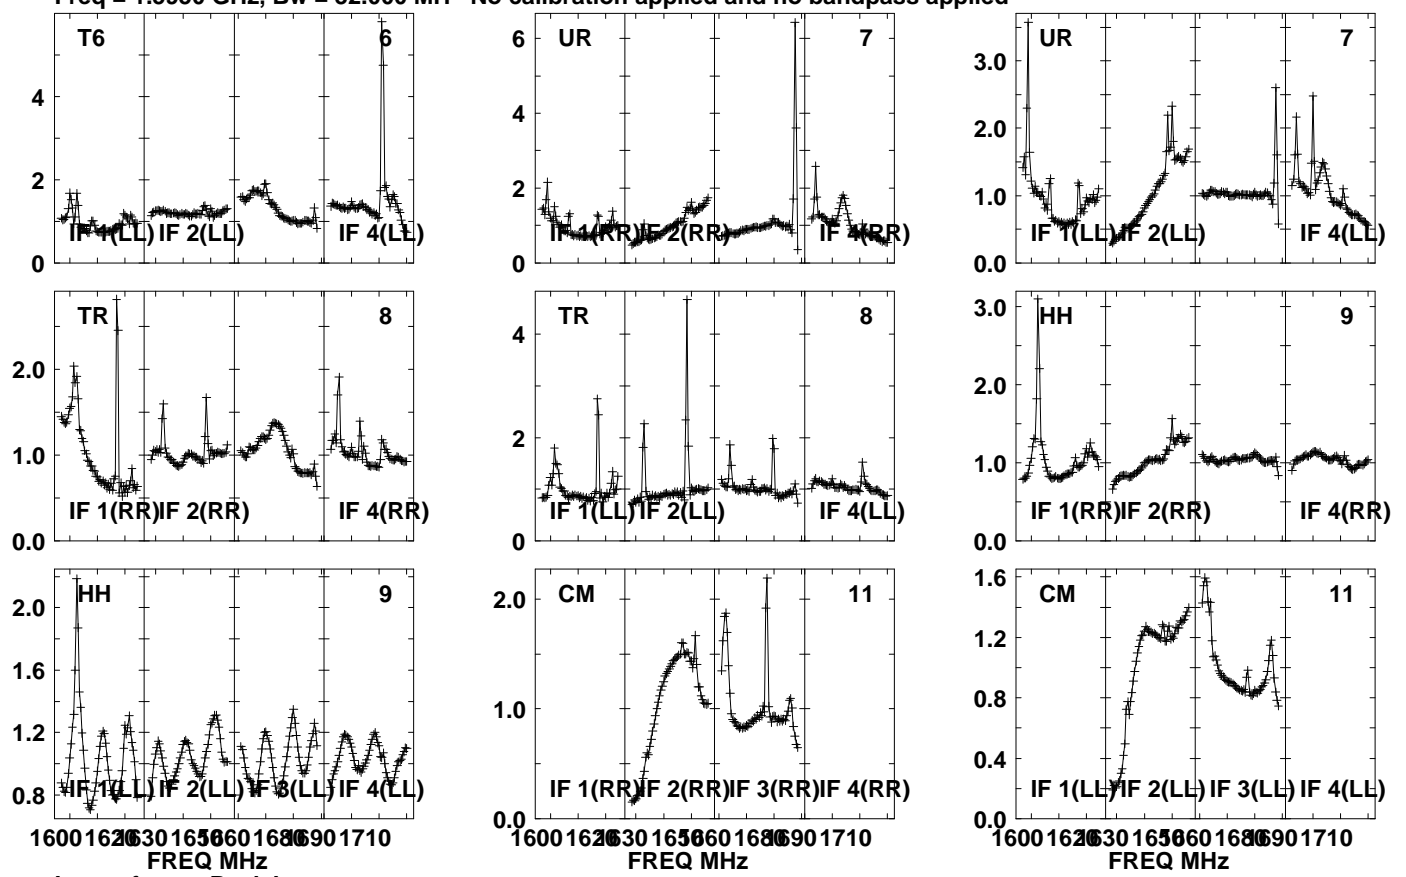 Freq = GHz, Bw = MH No calibration applied and no bandpass applied
T6 6
4
2
0
IF 1(LL) IF 2(LL) IF 4(LL)
UR 7
6
4
2
0
IF 1(RR) IF 2(RR) IF 4(RR)
UR 7
3.0
2.0
1.0
0.0
IF 1(LL) IF 2(LL) IF 4(LL)
TR 8
2.0
1.0
0.0
IF 1(RR) IF 2(RR) IF 4(RR)
TR 8
4
2
0
IF 1(LL) IF 2(LL) IF 4(LL)
HH 9
3.0
2.0
1.0
0.0
IF 1(RR) IF 2(RR) IF 4(RR)
HH 9
2.0
1.6
1.2
0.8
IF 1(LL) IF 2(LL) IF 3(LL) IF 4(LL)
1600 1620 1630 1650 1660 1680 1690 1710
FREQ MHz
CM 11
2.0
1.0
0.0
IF 1(RR) IF 2(RR) IF 3(RR) IF 4(RR)
1600 1620 1630 1650 1660 1680 1690 1710
FREQ MHz
CM 11
1.6
1.2
0.8
0.4
0.0
IF 1(LL) IF 2(LL) IF 3(LL) IF 4(LL)
1600 1620 1630 1650 1660 1680 1690 1710
FREQ MHz